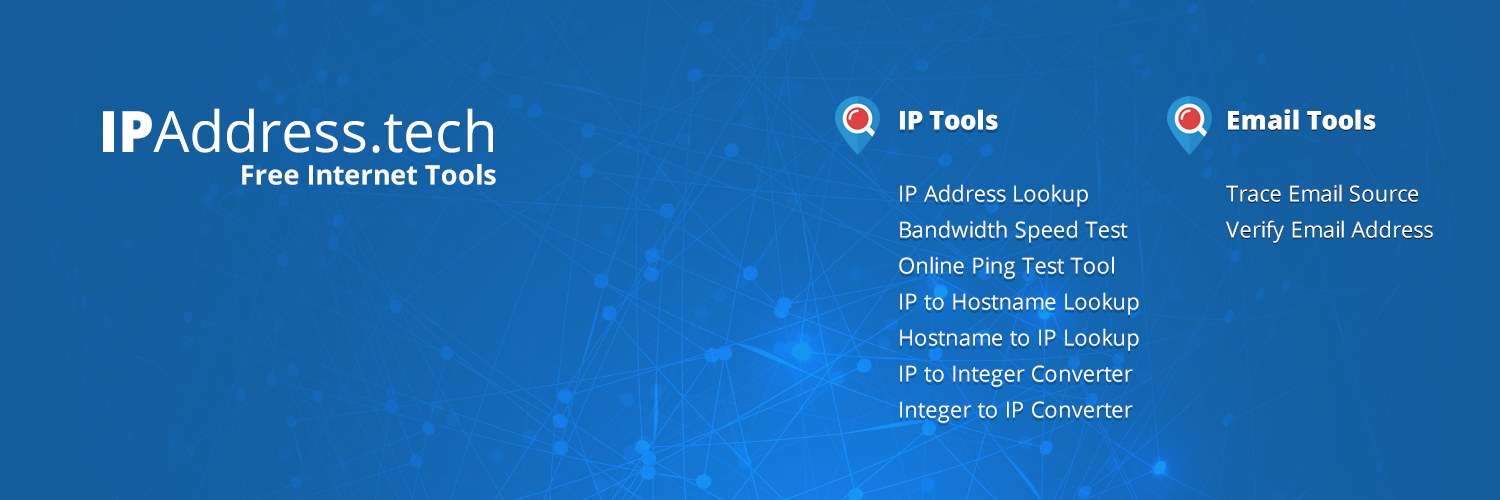 IPAddress.tech
Free Internet Tools
IP Tools
IP Address Lookup
Bandwidth Speed Test
Online Ping Test Tool
IP to Hostname Lookup
Hostname to IP Lookup
IP to Integer Converter
Integer to IP Converter
Email Tools
Trace Email Source
Verify Email Address